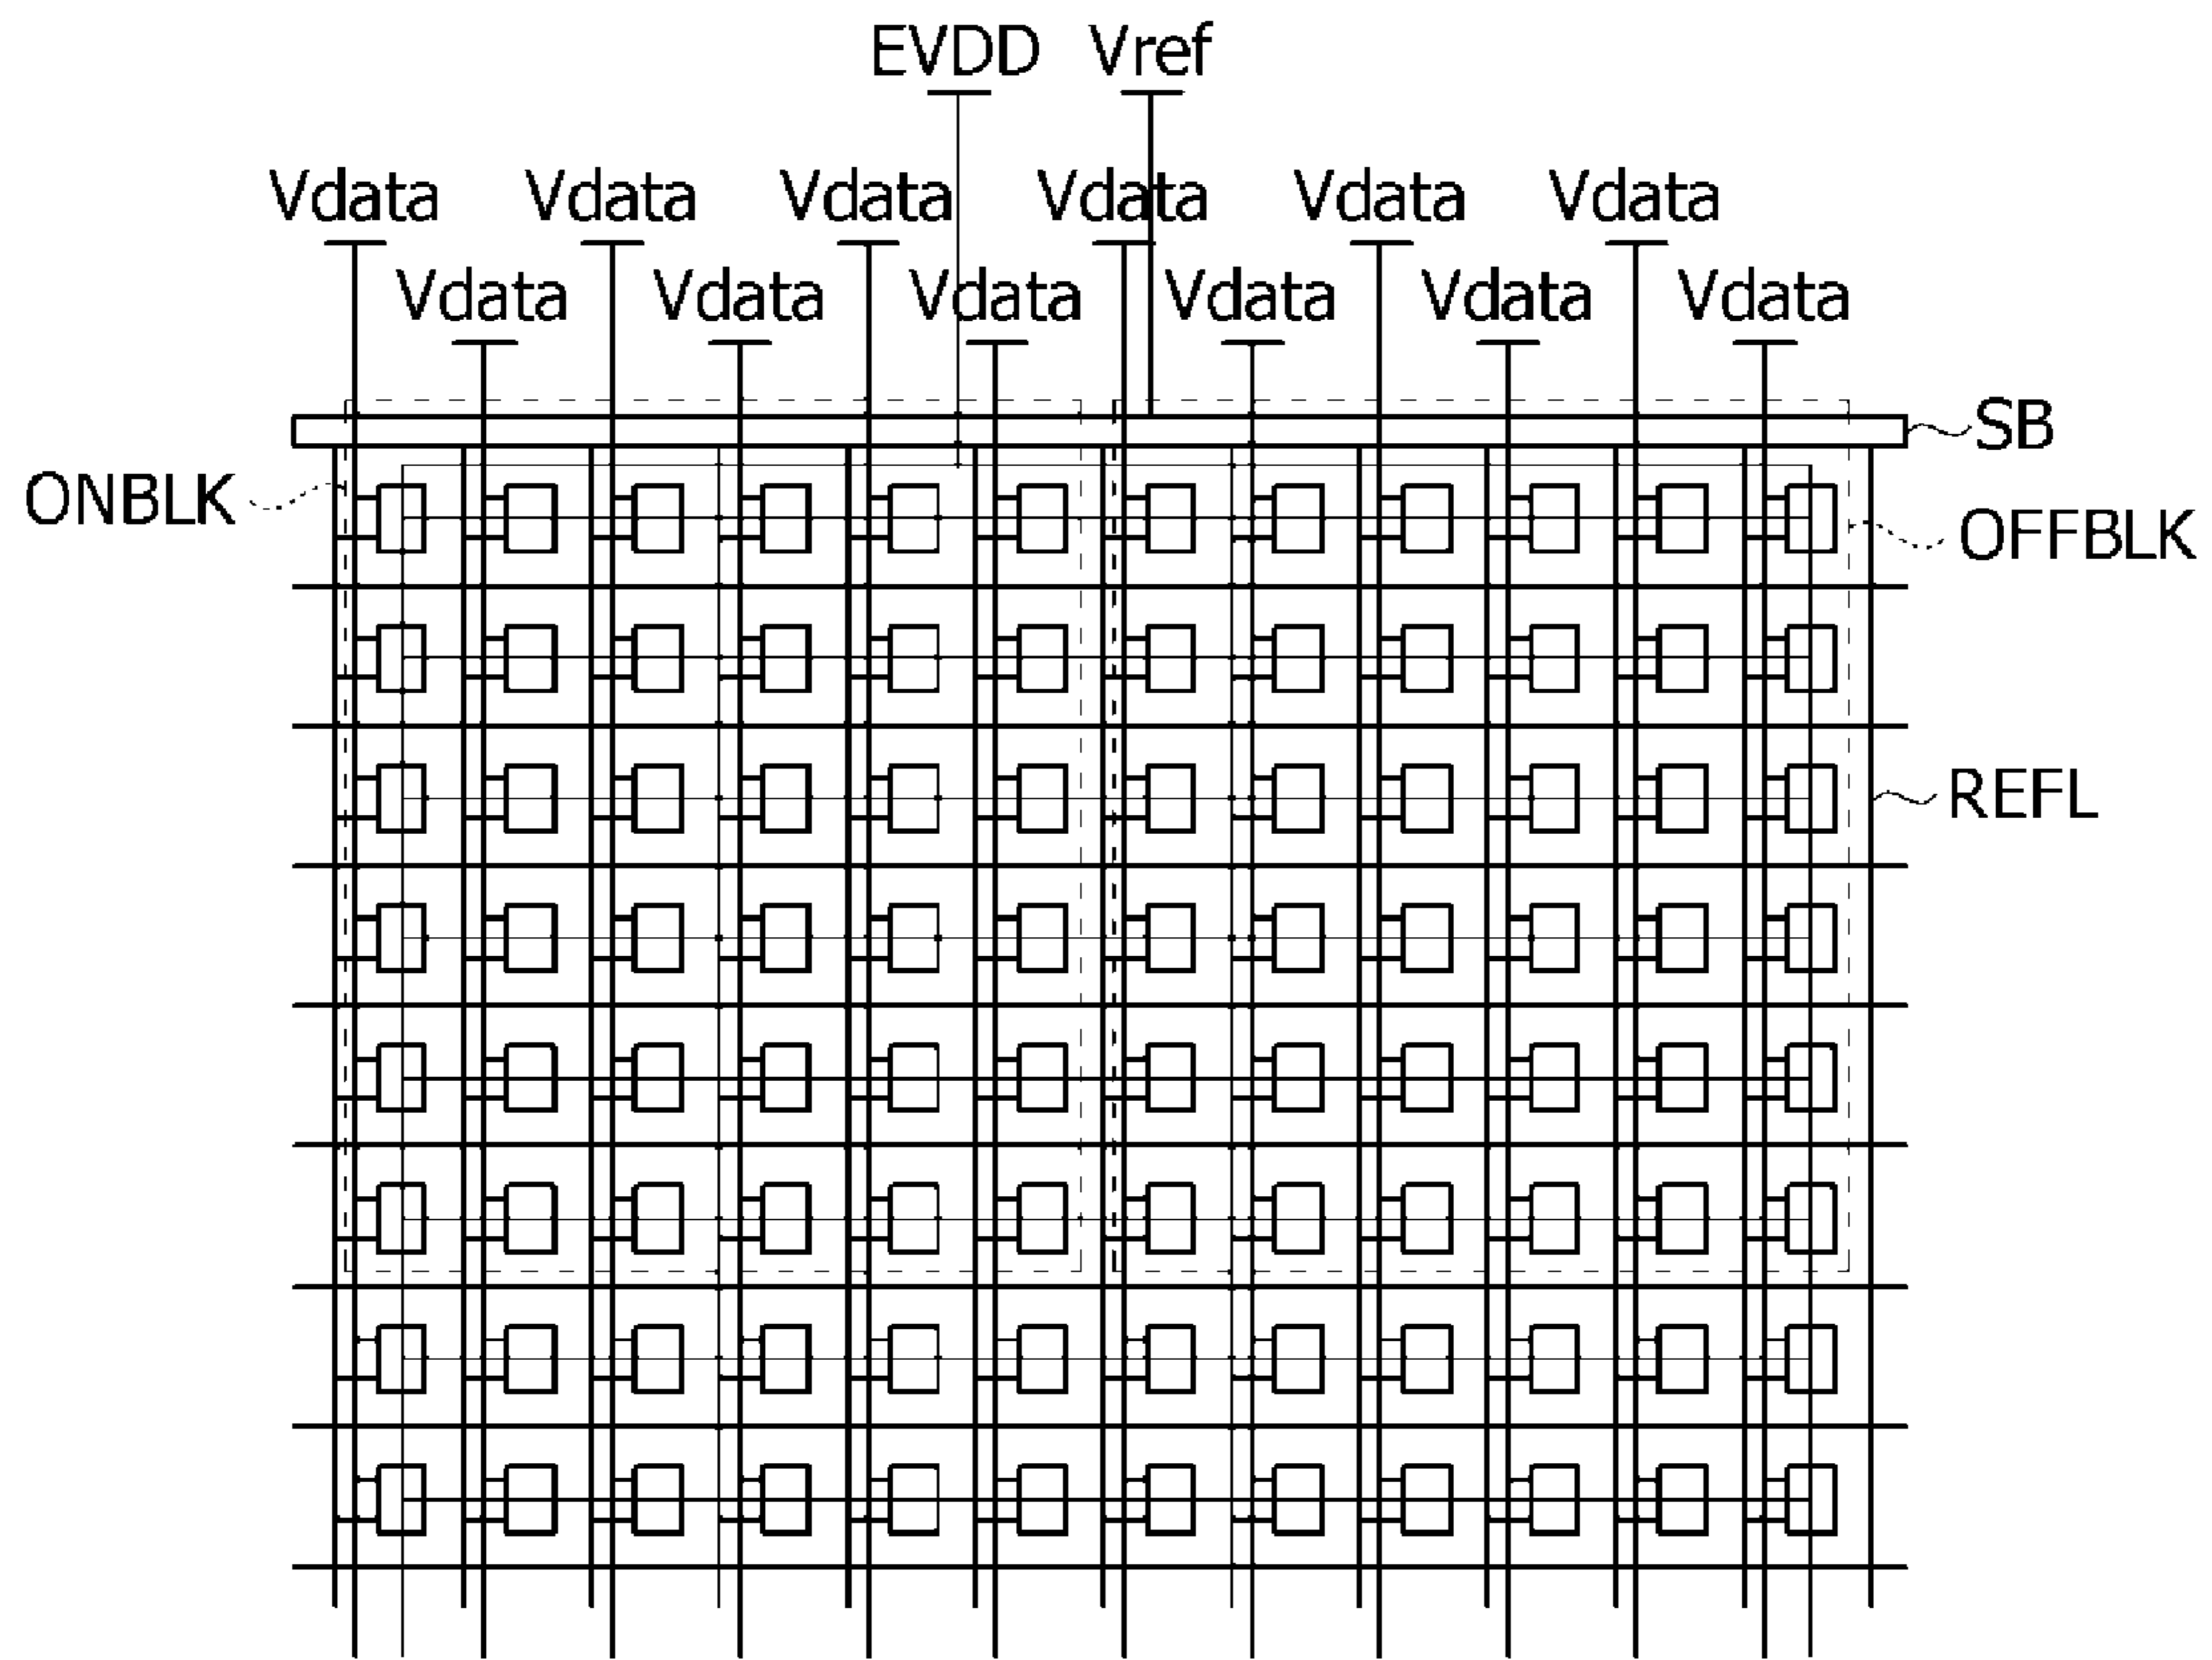 EVDD Vref
Vdata Vdata Vdata Vdata Vdata Vdata
Vdata Vdata Vdata Vdata Vdata Vdata
SB
ONBLK
OFFBLK
REFL